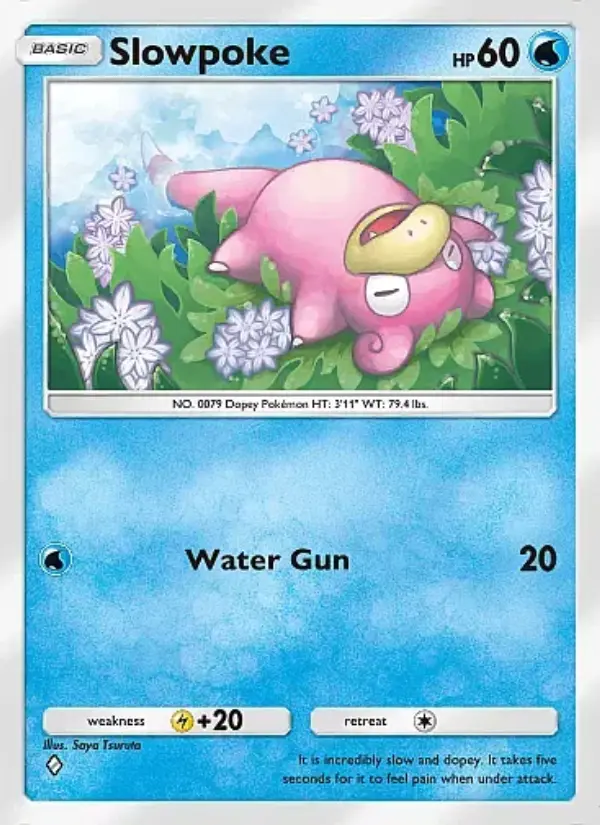 BASIC Slowpoke HP 60
NO. 0079 Dopey Pokémon HT: 3'11" WT: 79.4 lbs.
Water Gun 20
weakness +20 retreat
Illus. Saya Tsuruta
It is incredibly slow and dopey. It takes five
seconds for it to feel pain when under attack.